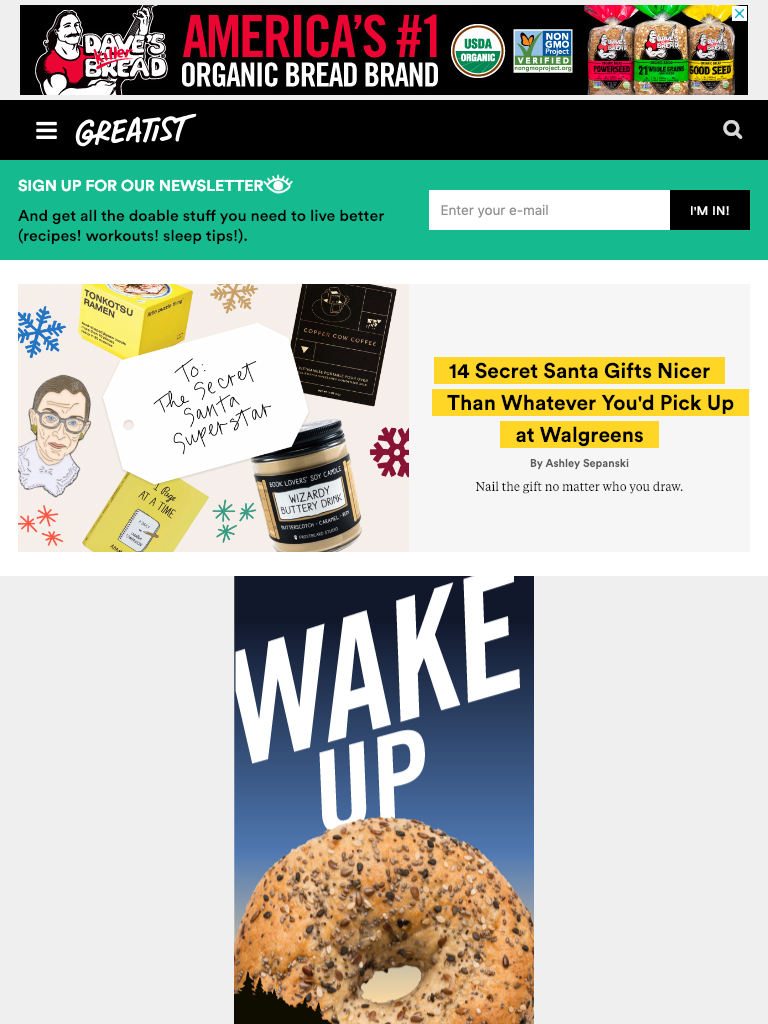 DAVE'S
Killer
BREAD
AMERICA'S #1
ORGANIC BREAD BRAND
USDA
ORGANIC
NON
GMO
Project
VERIFIED
nongmoproject.org
POWERSEED
21 WHOLE GRAINS
GOOD SEED
GREATIST
SIGN UP FOR OUR NEWSLETTER
And get all the doable stuff you need to live better
(recipes! workouts! sleep tips!).
Enter your e-mail
I'M IN!
TONKOTSU
RAMEN
COPPER COW COFFEE
To:
The Secret
Santa
Superstar
1 Page
AT A TIME
BOOK LOVERS' SOY CANDLE
WIZARDY
BUTTERY DRINK
BUTTERSCOTCH • CARAMEL • BEER
FROSTBEARD STUDIO
14 Secret Santa Gifts Nicer
Than Whatever You'd Pick Up
at Walgreens
By Ashley Sepanski
Nail the gift no matter who you draw.
WAKE
UP